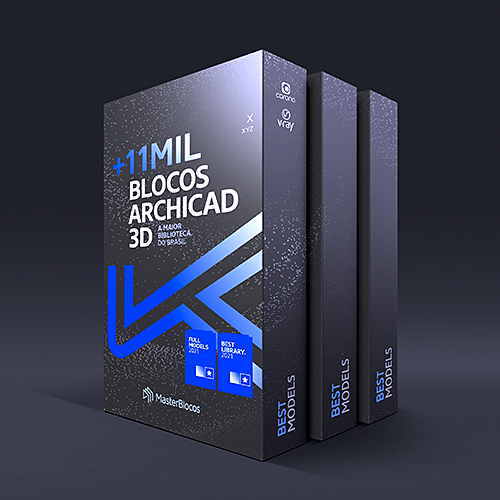 +11MIL
BLOCOS
ARCHICAD
3D
A MAIOR
BIBLIOTECA
DO BRASIL
X
XYZ
corona
v·ray
FULL
MODELS
2021
BEST
LIBRARY.
2021
MasterBlocos
BEST
MODELS
BEST
MODELS
BEST
MODELS